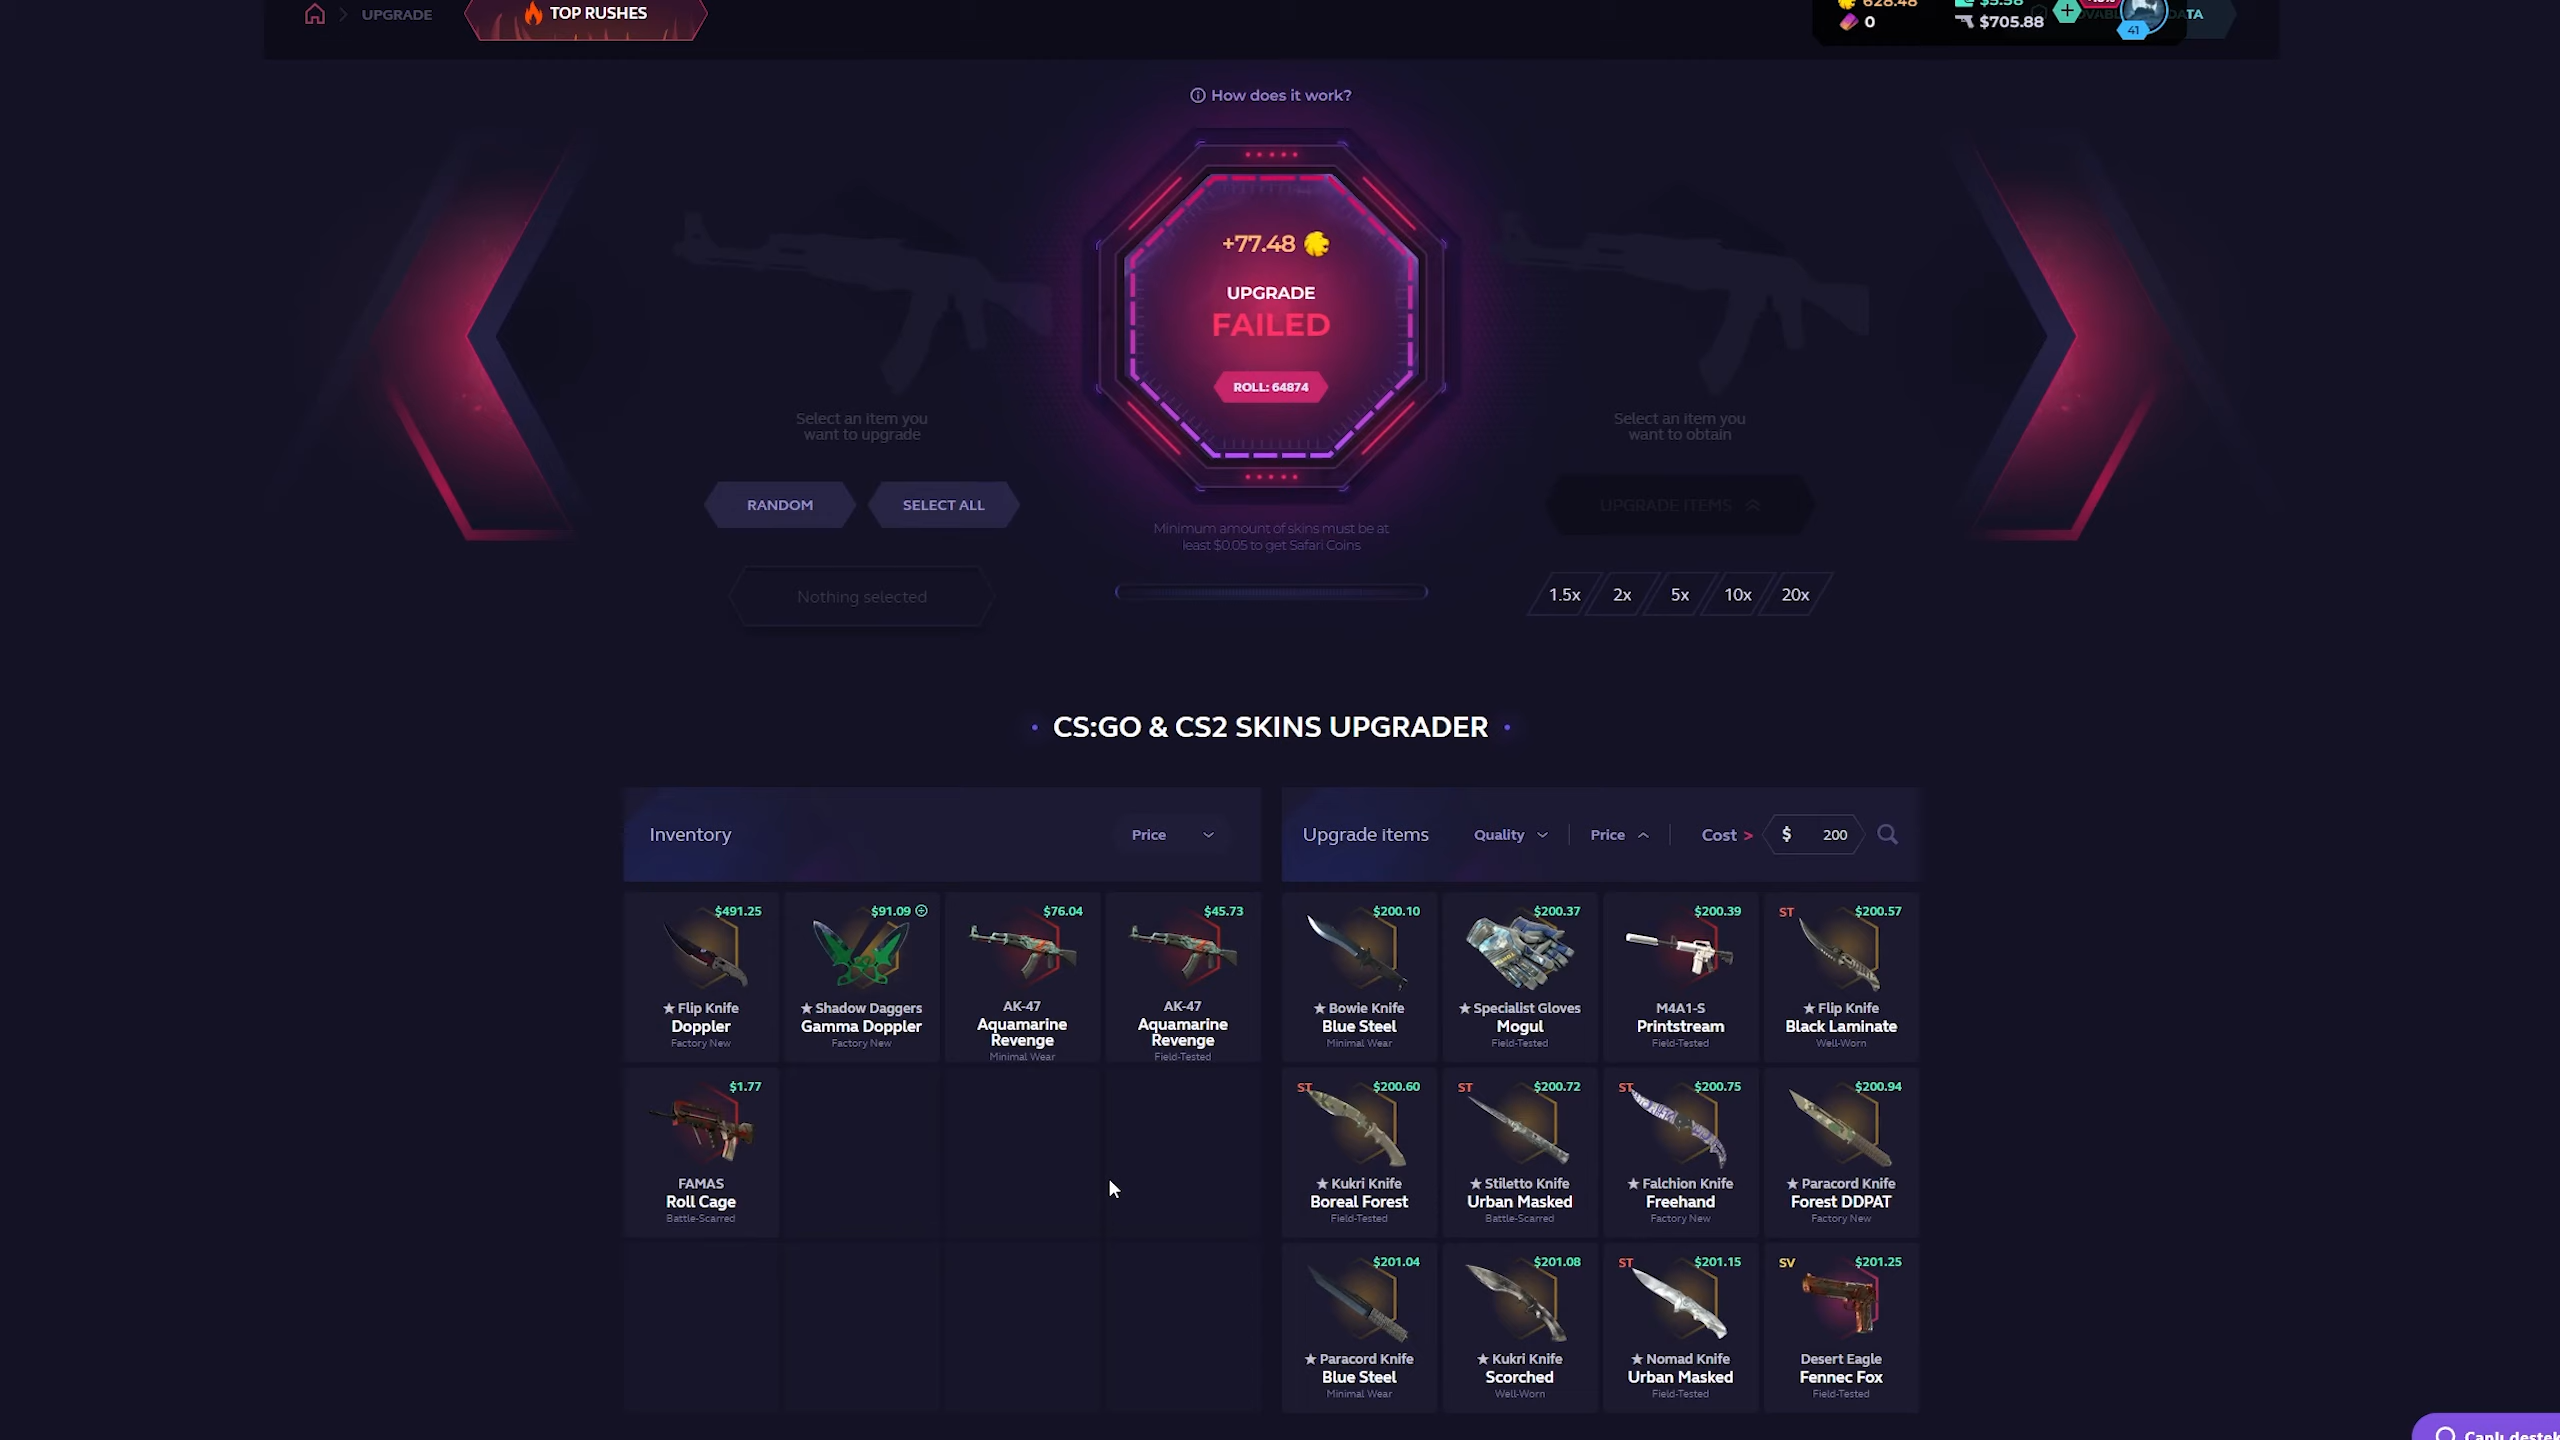 UPGRADE
TOP RUSHES
628.48
$5.58
0
$705.88
41
How does it work?
+77.48
UPGRADE
FAILED
ROLL: 64874
Select an item you
want to upgrade
Select an item you
want to obtain
RANDOM
SELECT ALL
UPGRADE ITEMS
Minimum amount of skins must be at
least $0.05 to get Safari Coins
Nothing selected
1.5x 2x 5x 10x 20x
• CS:GO & CS2 SKINS UPGRADER •
Inventory
Price
Upgrade items
Quality
Price
Cost >
$ 200
$491.25
★ Flip Knife
Doppler
Factory New
$91.09
★ Shadow Daggers
Gamma Doppler
Factory New
$76.04
AK-47
Aquamarine
Revenge
Minimal Wear
$45.73
AK-47
Aquamarine
Revenge
Field-Tested
$1.77
FAMAS
Roll Cage
Battle-Scarred
$200.10
★ Bowie Knife
Blue Steel
Minimal Wear
$200.37
★ Specialist Gloves
Mogul
Field-Tested
$200.39
M4A1-S
Printstream
Field-Tested
ST $200.57
★ Flip Knife
Black Laminate
Well-Worn
ST $200.60
★ Kukri Knife
Boreal Forest
Field-Tested
ST $200.72
★ Stiletto Knife
Urban Masked
Battle-Scarred
ST $200.75
★ Falchion Knife
Freehand
Factory New
$200.94
★ Paracord Knife
Forest DDPAT
Factory New
$201.04
★ Paracord Knife
Blue Steel
Minimal Wear
$201.08
★ Kukri Knife
Scorched
Well-Worn
ST $201.15
★ Nomad Knife
Urban Masked
Field-Tested
SV $201.25
Desert Eagle
Fennec Fox
Field-Tested
Canlı destek